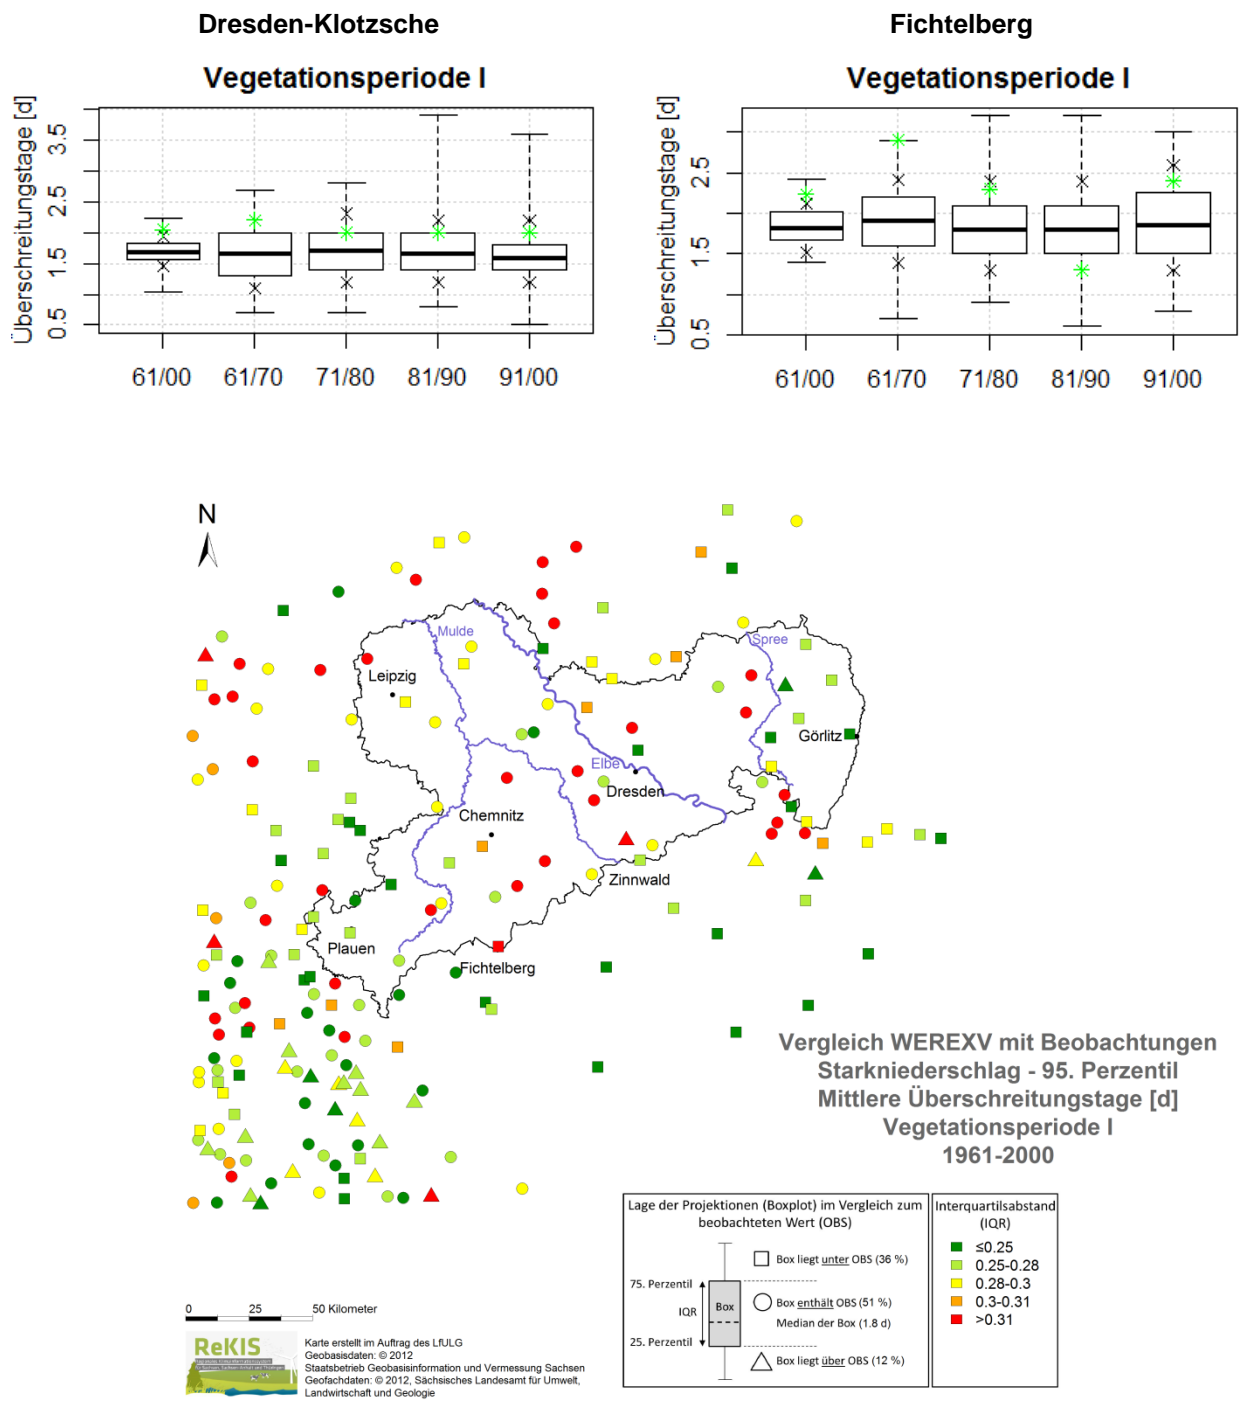 Dresden-Klotzsche
Fichtelberg
Vegetationsperiode I
Vegetationsperiode I
Überschreitungstage [d]
0.5 1.5 2.5 3.5
61/00 61/70 71/80 81/90 91/00
Überschreitungstage [d]
0.5 1.5 2.5
61/00 61/70 71/80 81/90 91/00
N
Mulde
Spree
Leipzig
Görlitz
Elbe
Dresden
Chemnitz
Zinnwald
Plauen
Fichtelberg
Vergleich WEREXV mit Beobachtungen
Starkniederschlag - 95. Perzentil
Mittlere Überschreitungstage [d]
Vegetationsperiode I
1961-2000
Lage der Projektionen (Boxplot) im Vergleich zum
beobachteten Wert (OBS)
Box liegt unter OBS (36 %)
75. Perzentil
IQR
Box
Box enthält OBS (51 %)
Median der Box (1.8 d)
25. Perzentil
Box liegt über OBS (12 %)
Interquartilsabstand
(IQR)
≤0.25
0.25-0.28
0.28-0.3
0.3-0.31
>0.31
0 25 50 Kilometer
ReKIS
Karte erstellt im Auftrag des LfULG
Geobasisdaten: © 2012
Staatsbetrieb Geobasisinformation und Vermessung Sachsen
Geofachdaten: © 2012, Sächsisches Landesamt für Umwelt,
Landwirtschaft und Geologie